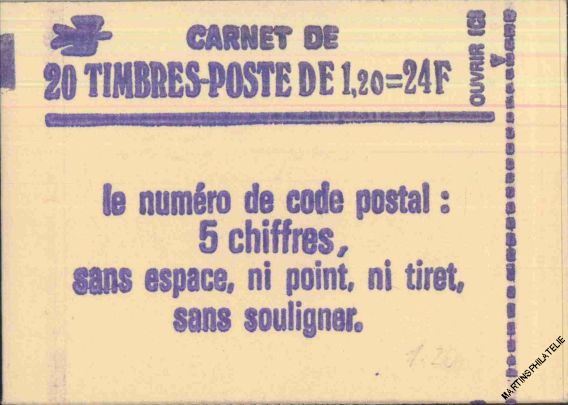 CARNET DE
20 TIMBRES-POSTE DE 1,20=24F
OUVRIR ICI
le numéro de code postal :
5 chiffres,
sans espace, ni point, ni tiret,
sans souligner.
1.20
MARTINSPHILATELIE